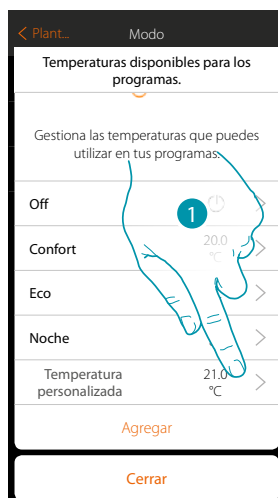 Plant... Modo
Temperaturas disponibles para los
programas.
Gestiona las temperaturas que puedes
utilizar en tus programas.
Off
1
Confort 20.0
°C
Eco
Noche
Temperatura 21.0
personalizada °C
Agregar
Cerrar